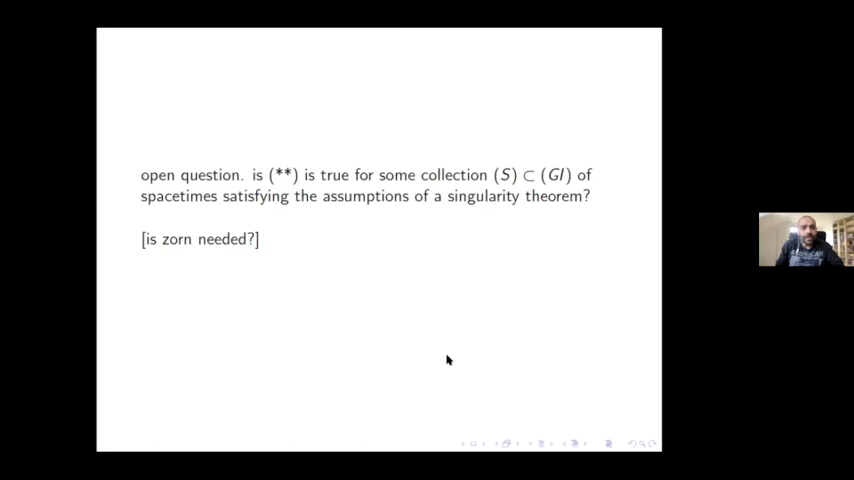 open question. is (**) is true for some collection (S) ⊂ (GI) of
spacetimes satisfying the assumptions of a singularity theorem?
[is zorn needed?]